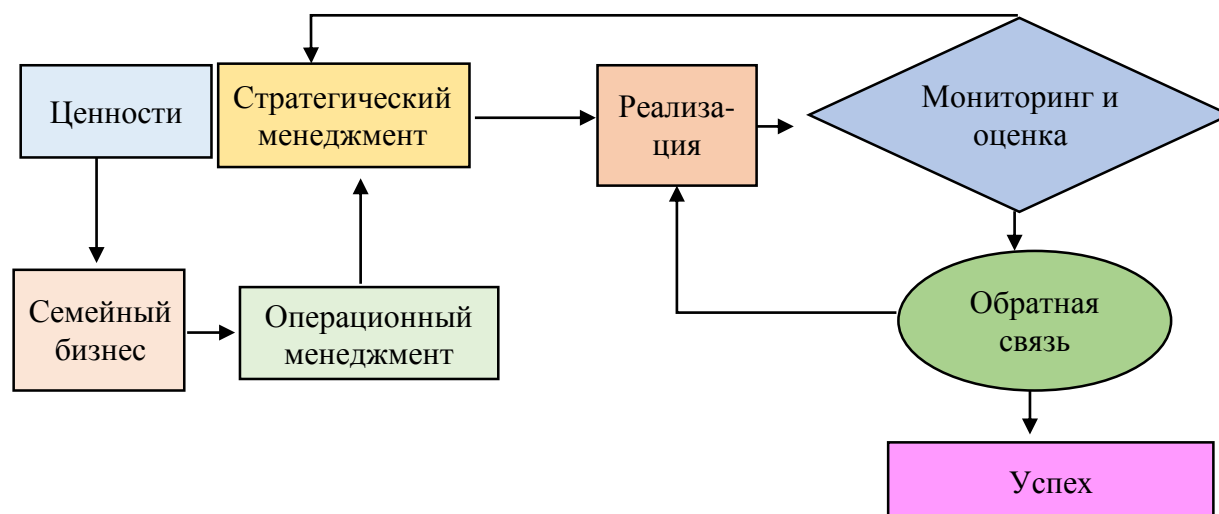 Ценности
Стратегический
менеджмент
Реализа-
ция
Мониторинг и
оценка
Семейный
бизнес
Операционный
менеджмент
Обратная
связь
Успех